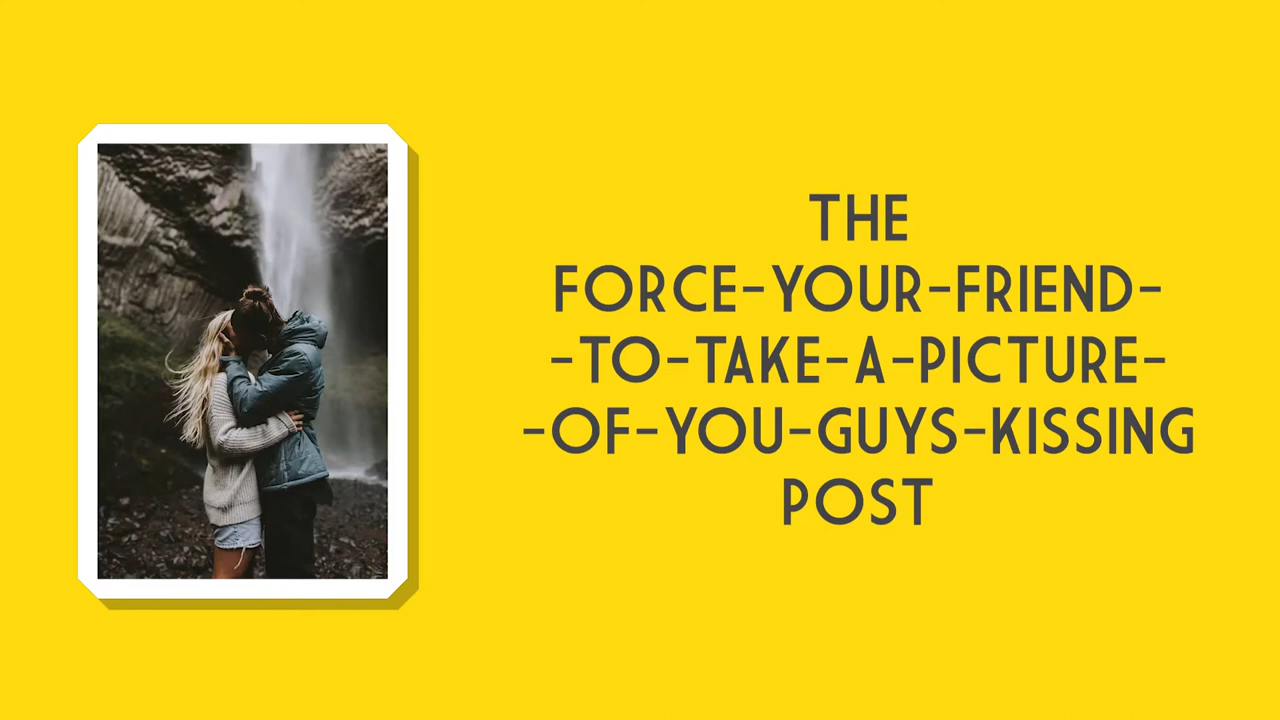 THE
FORCE-YOUR-FRIEND-
-TO-TAKE-A-PICTURE-
-OF-YOU-GUYS-KISSING
POST